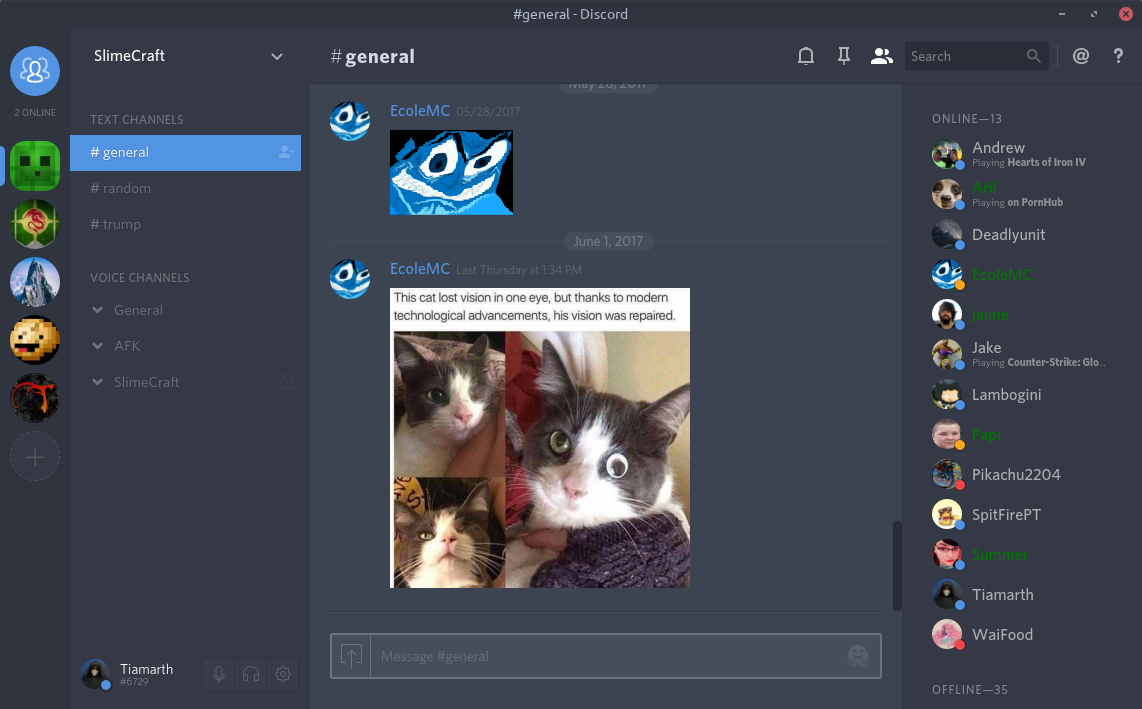 #general - Discord
SlimeCraft
#general
Search
@
?
2 ONLINE
TEXT CHANNELS
# general
# random
# trump
VOICE CHANNELS
General
AFK
SlimeCraft
Tiamarth
#6729
May 28, 2017
EcoleMC 05/28/2017
June 1, 2017
EcoleMC Last Thursday at 1:34 PM
This cat lost vision in one eye, but thanks to modern
technological advancements, his vision was repaired.
Message #general
ONLINE—13
Andrew
Playing Hearts of Iron IV
Aril
Playing on PornHub
Deadlyunit
EcoleMC
Jaime
Jake
Playing Counter-Strike: Glo...
Lambogini
Papi
Pikachu2204
SpitFirePT
Summer
Tiamarth
WaiFood
OFFLINE—35